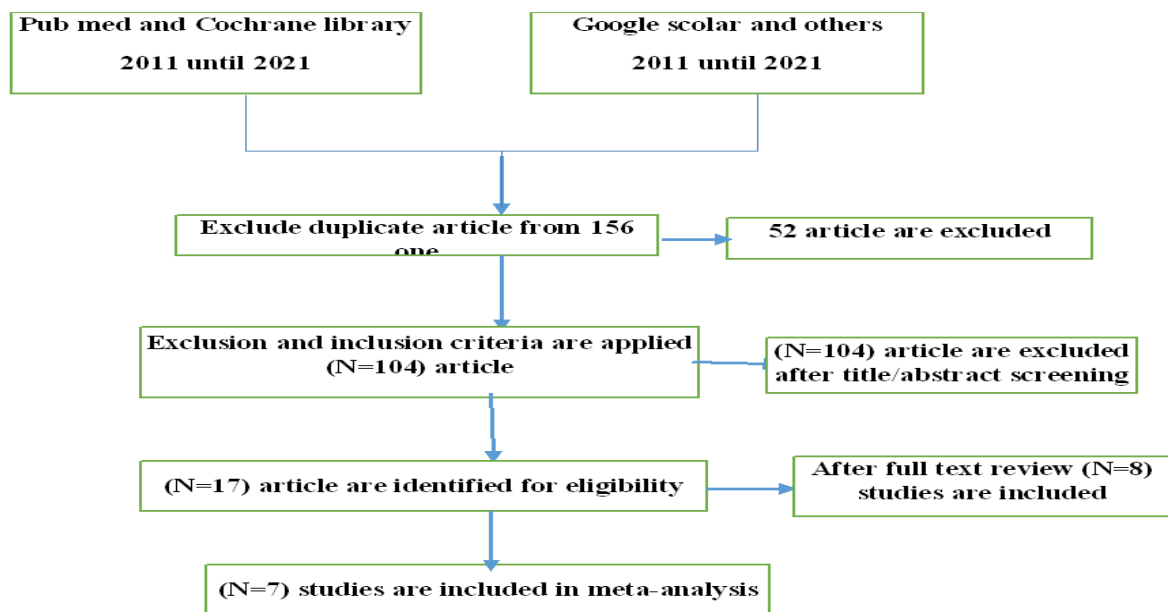 Pub med and Cochrane library
2011 until 2021
Google scolar and others
2011 until 2021
Exclude duplicate article from 156
one
52 article are excluded
Exclusion and inclusion criteria are applied
(N=104) article
(N=104) article are excluded
after title/abstract screening
(N=17) article are identified for eligibility
After full text review (N=8)
studies are included
(N=7) studies are included in meta-analysis